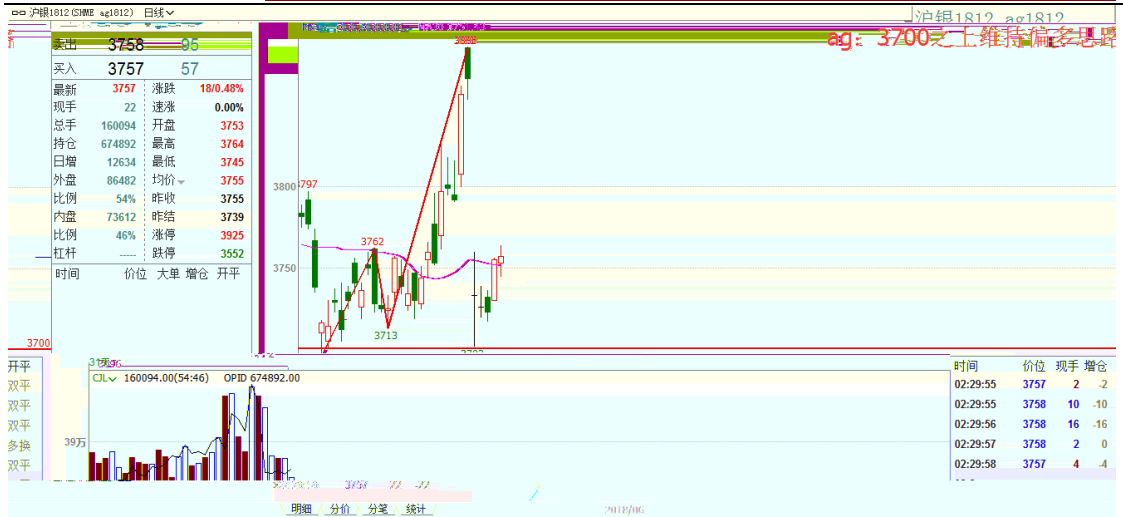 沪银1812(SHME ag1812) 日线
沪银1812 ag1812
ag：3700之上维持偏多思路
卖出 3758 95
买入 3757 57
最新 3757 涨跌 18/0.48%
现手 22 速涨 0.00%
总手 160094 开盘 3753
持仓 674892 最高 3764
日增 12634 最低 3745
外盘 86482 均价 3755
比例 54% 昨收 3755
内盘 73612 昨结 3739
比例 46% 涨停 3925
杠杆 ----- 跌停 3552
时间 价位 大单 增仓 开平
3800
3797
3762
3750
3713
3700
开平
双平
双平
双平
多换
双平
CJL 160094.00(54:46) OPID 674892.00
39万
时间 价位 现手 增仓
02:29:55 3757 2 -2
02:29:55 3758 10 -10
02:29:56 3758 16 -16
02:29:57 3758 2 0
02:29:58 3757 4 -4
3757 22 -22
明细 分价 分笔 统计
2018/06